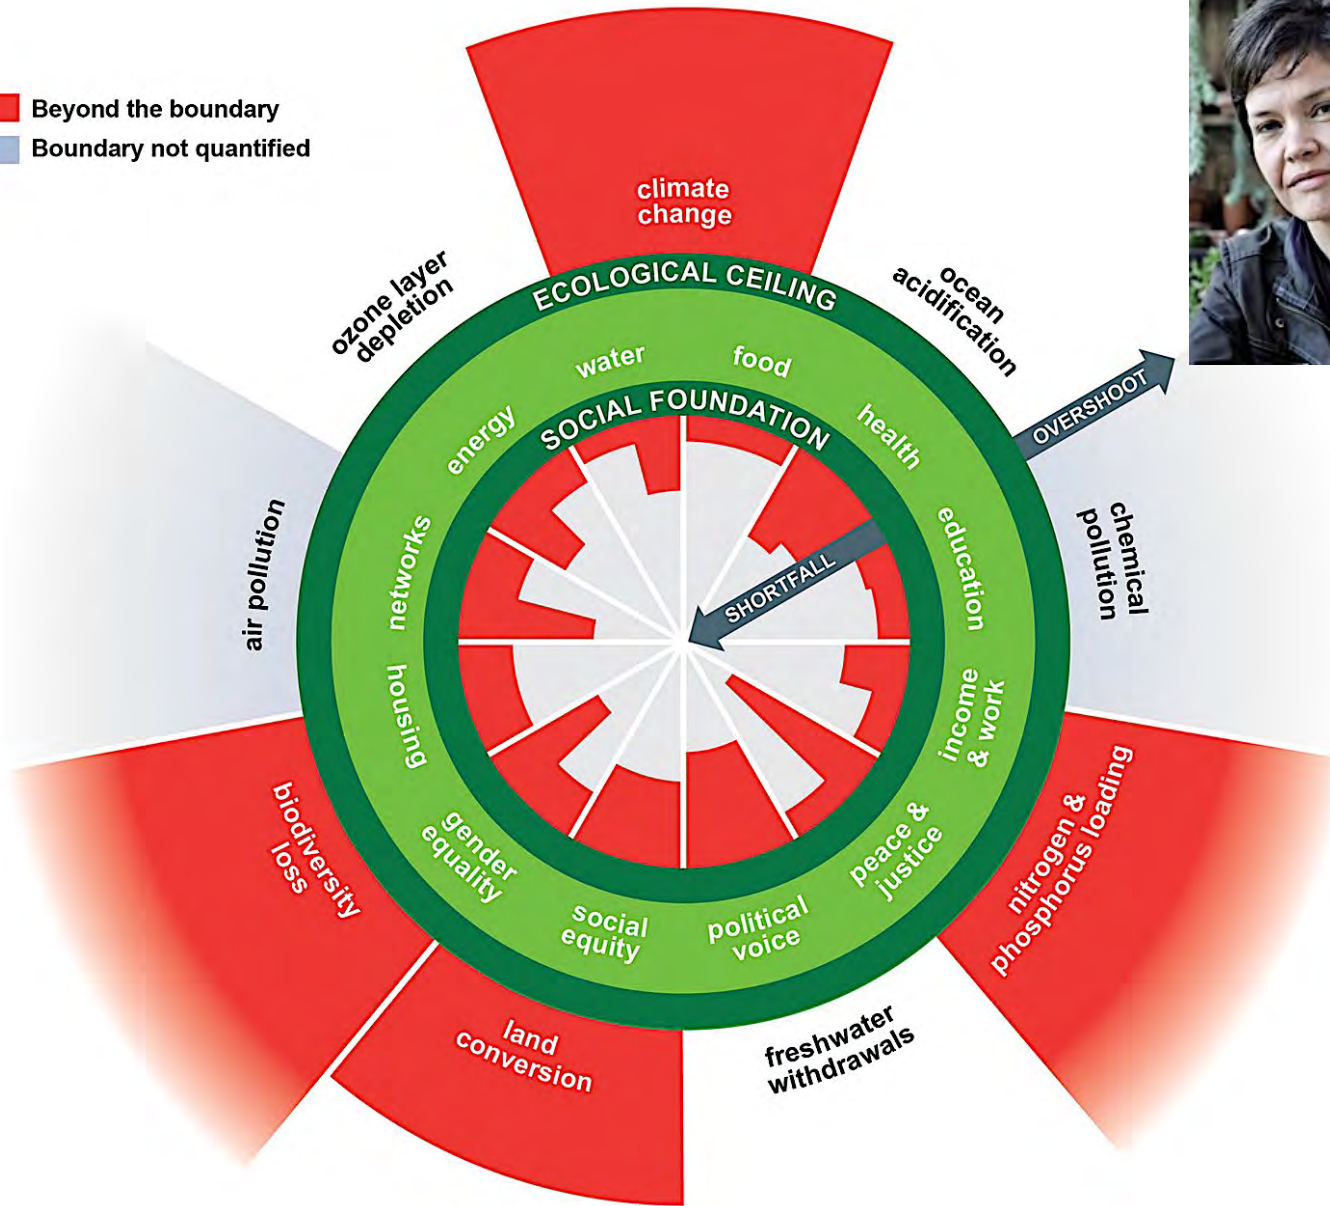 Beyond the boundary
Boundary not quantified
climate
change
ECOLOGICAL CEILING
ozone layer
depletion
ocean
acidification
water
food
SOCIAL FOUNDATION
energy
health
OVERSHOOT
networks
education
SHORTFALL
air pollution
chemical
pollution
housing
income
& work
biodiversity
loss
gender
equality
social
equity
political
voice
peace &
justice
nitrogen &
phosphorus loading
land
conversion
freshwater
withdrawals